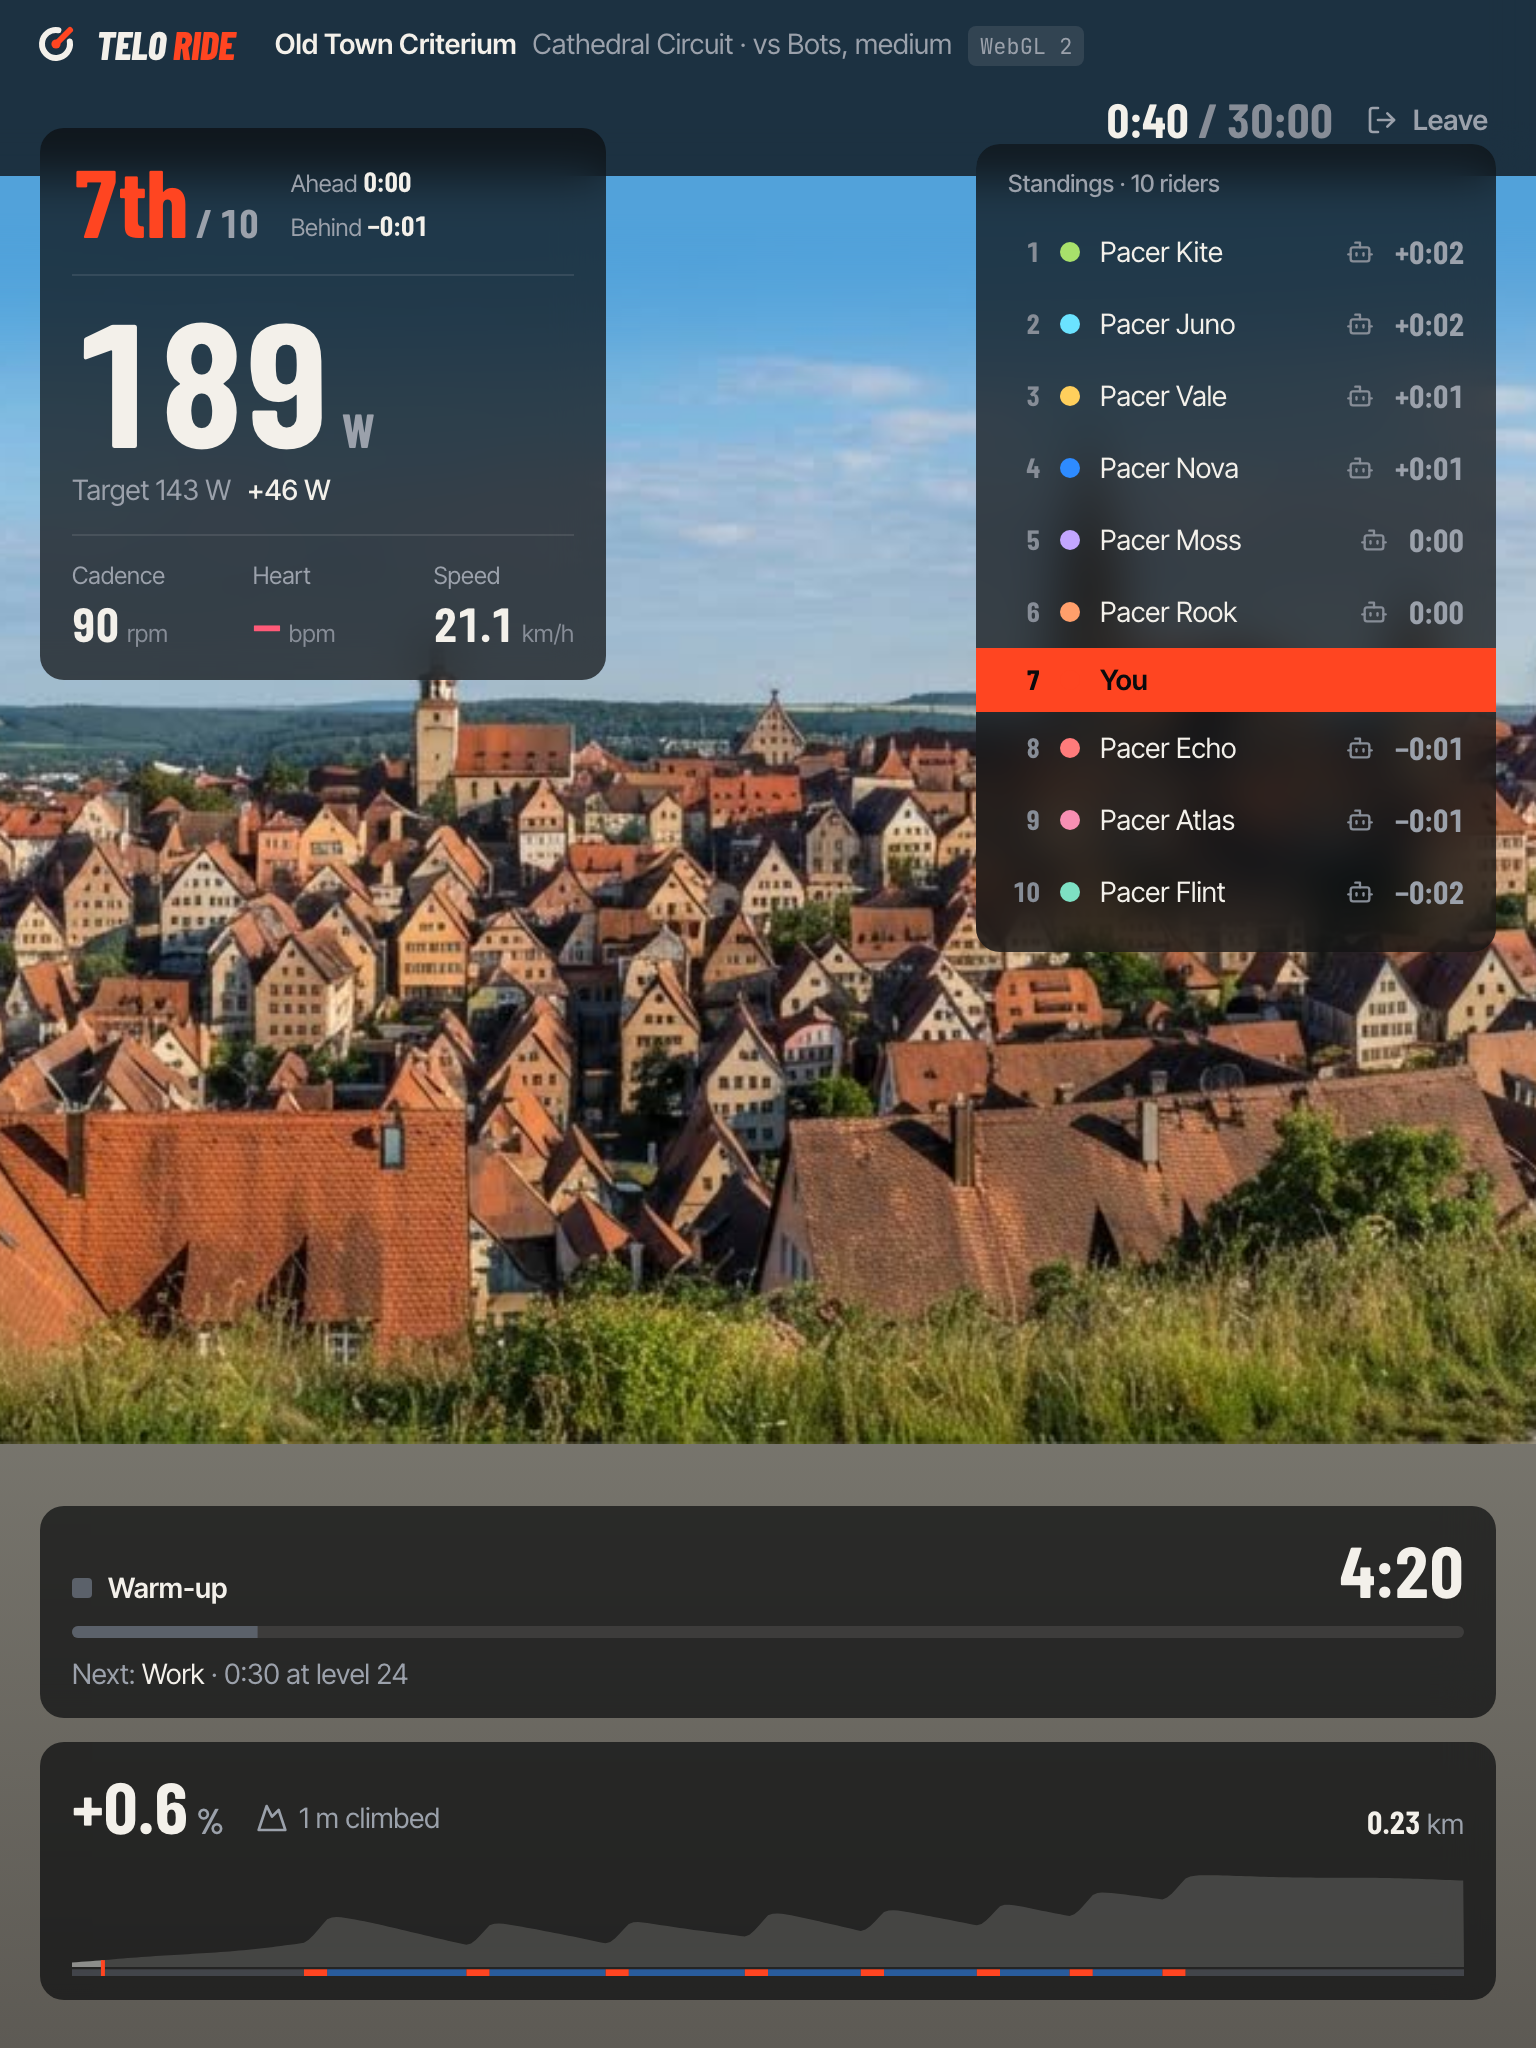 TELO RIDE Old Town Criterium Cathedral Circuit · vs Bots, medium WebGL 2
0:40 / 30:00 Leave
7th / 10
Ahead 0:00
Behind −0:01
189 W
Target 143 W +46 W
Cadence Heart Speed
90 rpm – bpm 21.1 km/h
Standings · 10 riders
1 Pacer Kite +0:02
2 Pacer Juno +0:02
3 Pacer Vale +0:01
4 Pacer Nova +0:01
5 Pacer Moss 0:00
6 Pacer Rook 0:00
7 You
8 Pacer Echo −0:01
9 Pacer Atlas −0:01
10 Pacer Flint −0:02
Warm-up 4:20
Next: Work · 0:30 at level 24
+0.6 % 1 m climbed 0.23 km